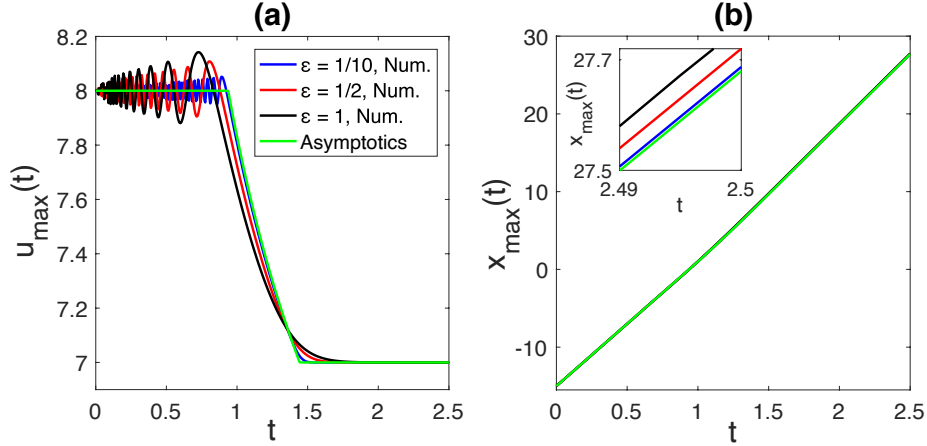 (a)
8.2
8
7.8
7.6
7.4
7.2
7
0 0.5 1 1.5 2 2.5
u_max(t)
t
ε = 1/10, Num.
ε = 1/2, Num.
ε = 1, Num.
Asymptotics
(b)
30
20
10
0
-10
0 0.5 1 1.5 2 2.5
x_max(t)
t
27.7
27.5
2.49 2.5
x_max(t)
t